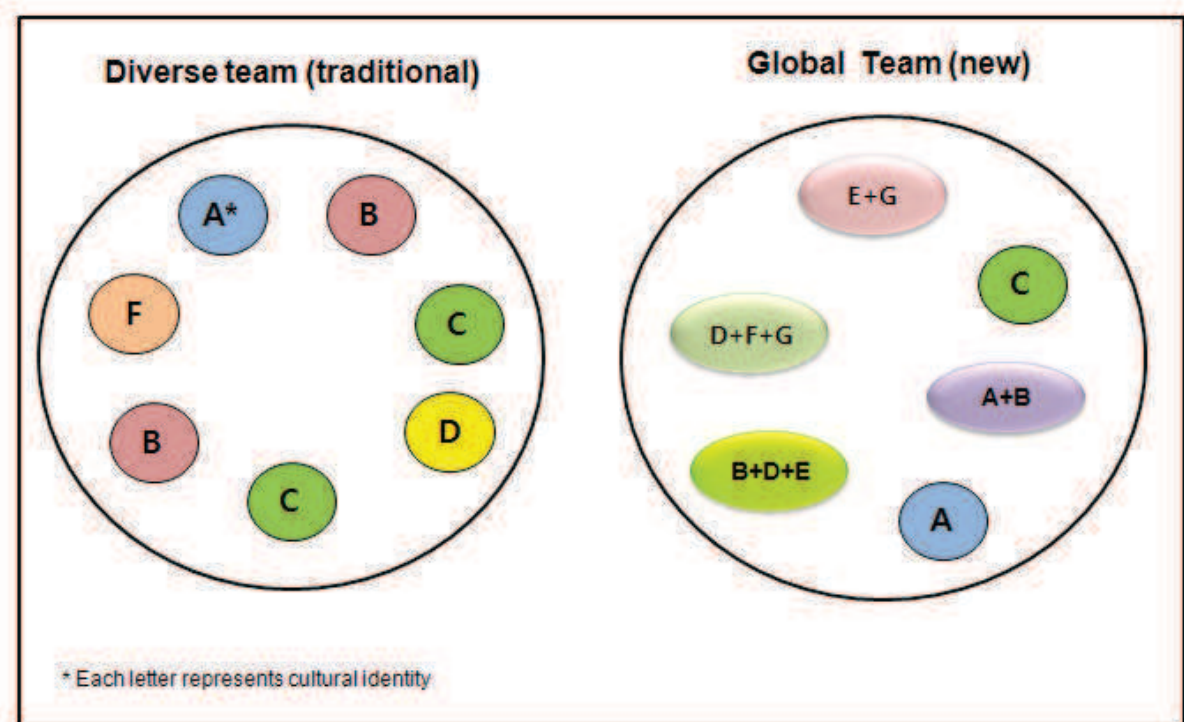 Diverse team (traditional)
A*
B
F
C
B
D
C
Global Team (new)
E+G
C
D+F+G
A+B
B+D+E
A
* Each letter represents cultural identity